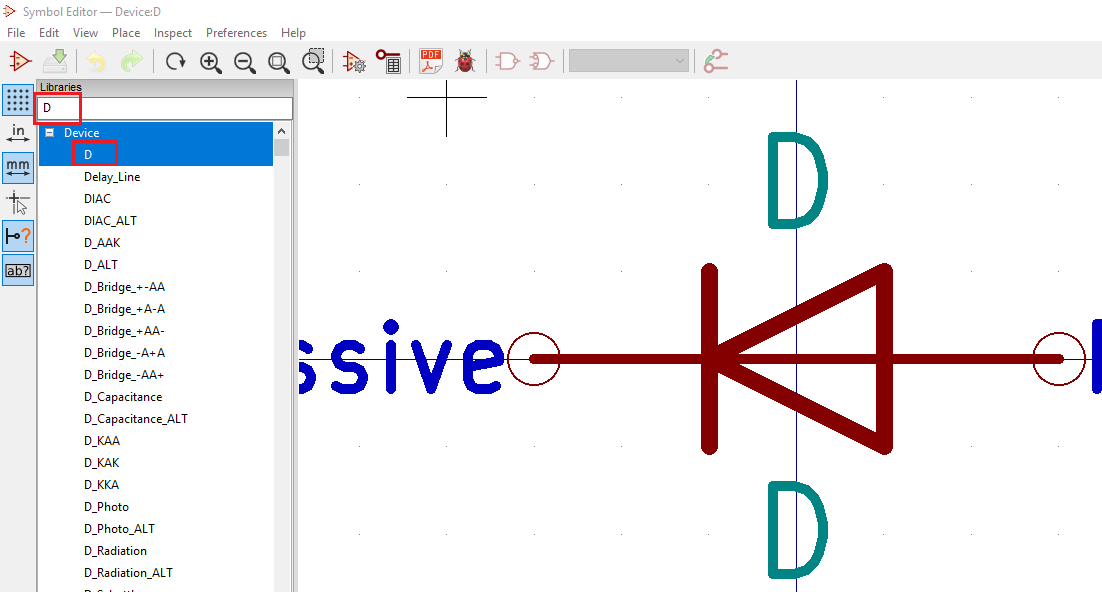 Symbol Editor — Device:D
File Edit View Place Inspect Preferences Help
PDF
Libraries
D
in
mm
?
ab?
Device
D
Delay_Line
DIAC
DIAC_ALT
D_AAK
D_ALT
D_Bridge_+-AA
D_Bridge_+A-A
D_Bridge_+AA-
D_Bridge_-A+A
D_Bridge_-AA+
D_Capacitance
D_Capacitance_ALT
D_KAA
D_KAK
D_KKA
D_Photo
D_Photo_ALT
D_Radiation
D_Radiation_ALT
D
ssive
D